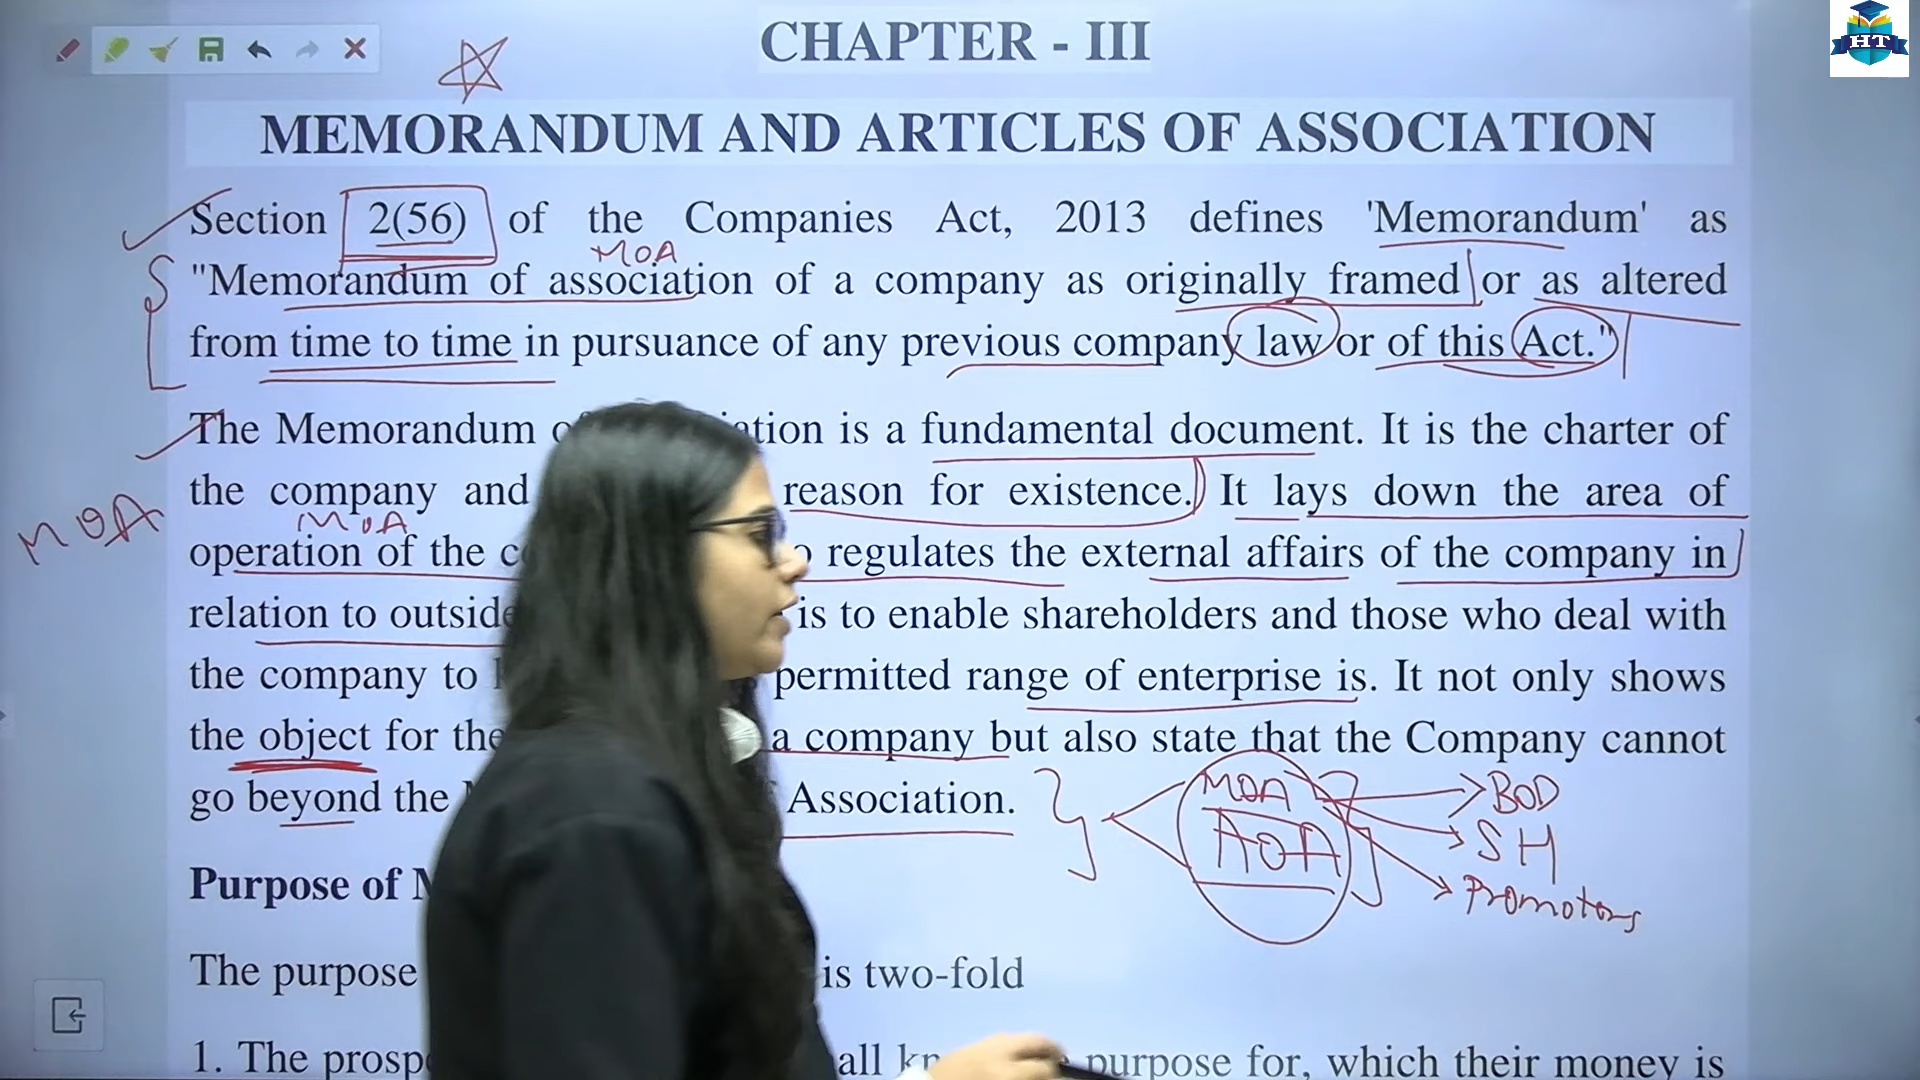 HT
CHAPTER - III
MEMORANDUM AND ARTICLES OF ASSOCIATION
Section 2(56) of the Companies Act, 2013 defines 'Memorandum' as
MOA
"Memorandum of association of a company as originally framed or as altered
from time to time in pursuance of any previous company law or of this Act."
The Memorandum ation is a fundamental document. It is the charter of
the company and reason for existence. It lays down the area of
MOA
MOA
operation of the regulates the external affairs of the company in
relation to is to enable shareholders and those who deal with
the company to permitted range of enterprise is. It not only shows
the object for the a company but also state that the Company cannot
go beyond the Association.
MOA
AOA
BOD
SH
Promoters
Purpose of
The purpose is two-fold
1. The all purpose for, which their money is